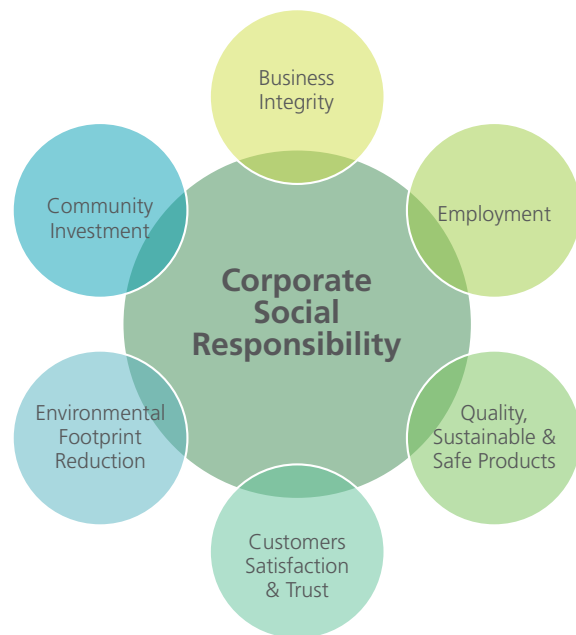 Business
Integrity
Employment
Quality,
Sustainable &
Safe Products
Customers
Satisfaction
& Trust
Environmental
Footprint
Reduction
Community
Investment
Corporate
Social
Responsibility